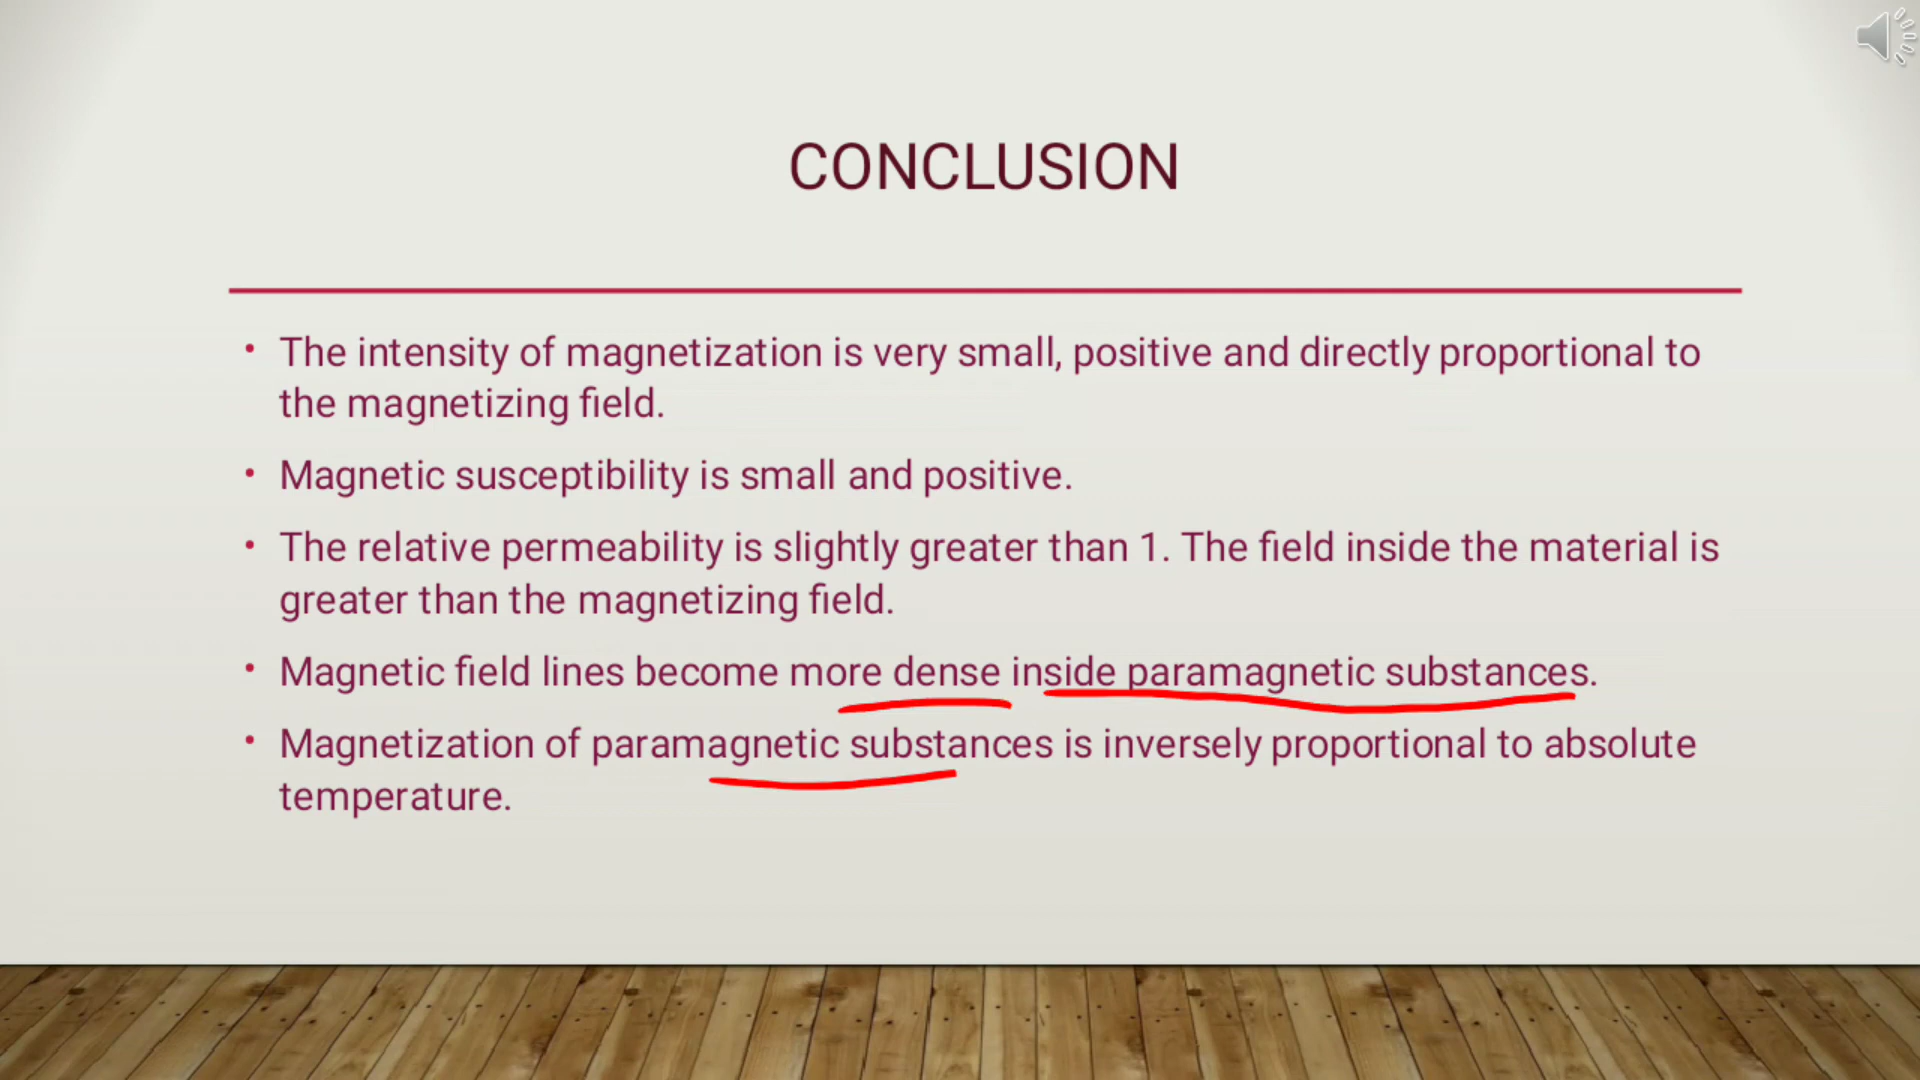 CONCLUSION
• The intensity of magnetization is very small, positive and directly proportional to
the magnetizing field.
• Magnetic susceptibility is small and positive.
• The relative permeability is slightly greater than 1. The field inside the material is
greater than the magnetizing field.
• Magnetic field lines become more dense inside paramagnetic substances.
• Magnetization of paramagnetic substances is inversely proportional to absolute
temperature.